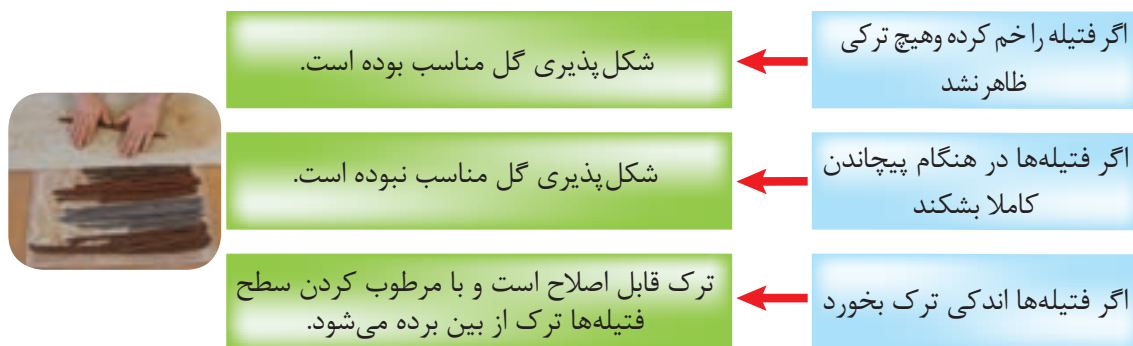 اگر فتیله را خم کرده وهیچ ترکی
ظاهر نشد
شکل‌پذیری گل مناسب بوده است.
اگر فتیله‌ها در هنگام پیچاندن
کاملا بشکند
شکل‌پذیری گل مناسب نبوده است.
اگر فتیله‌ها اندکی ترک بخورد
ترک قابل اصلاح است و با مرطوب کردن سطح
فتیله‌ها ترک از بین برده می‌شود.